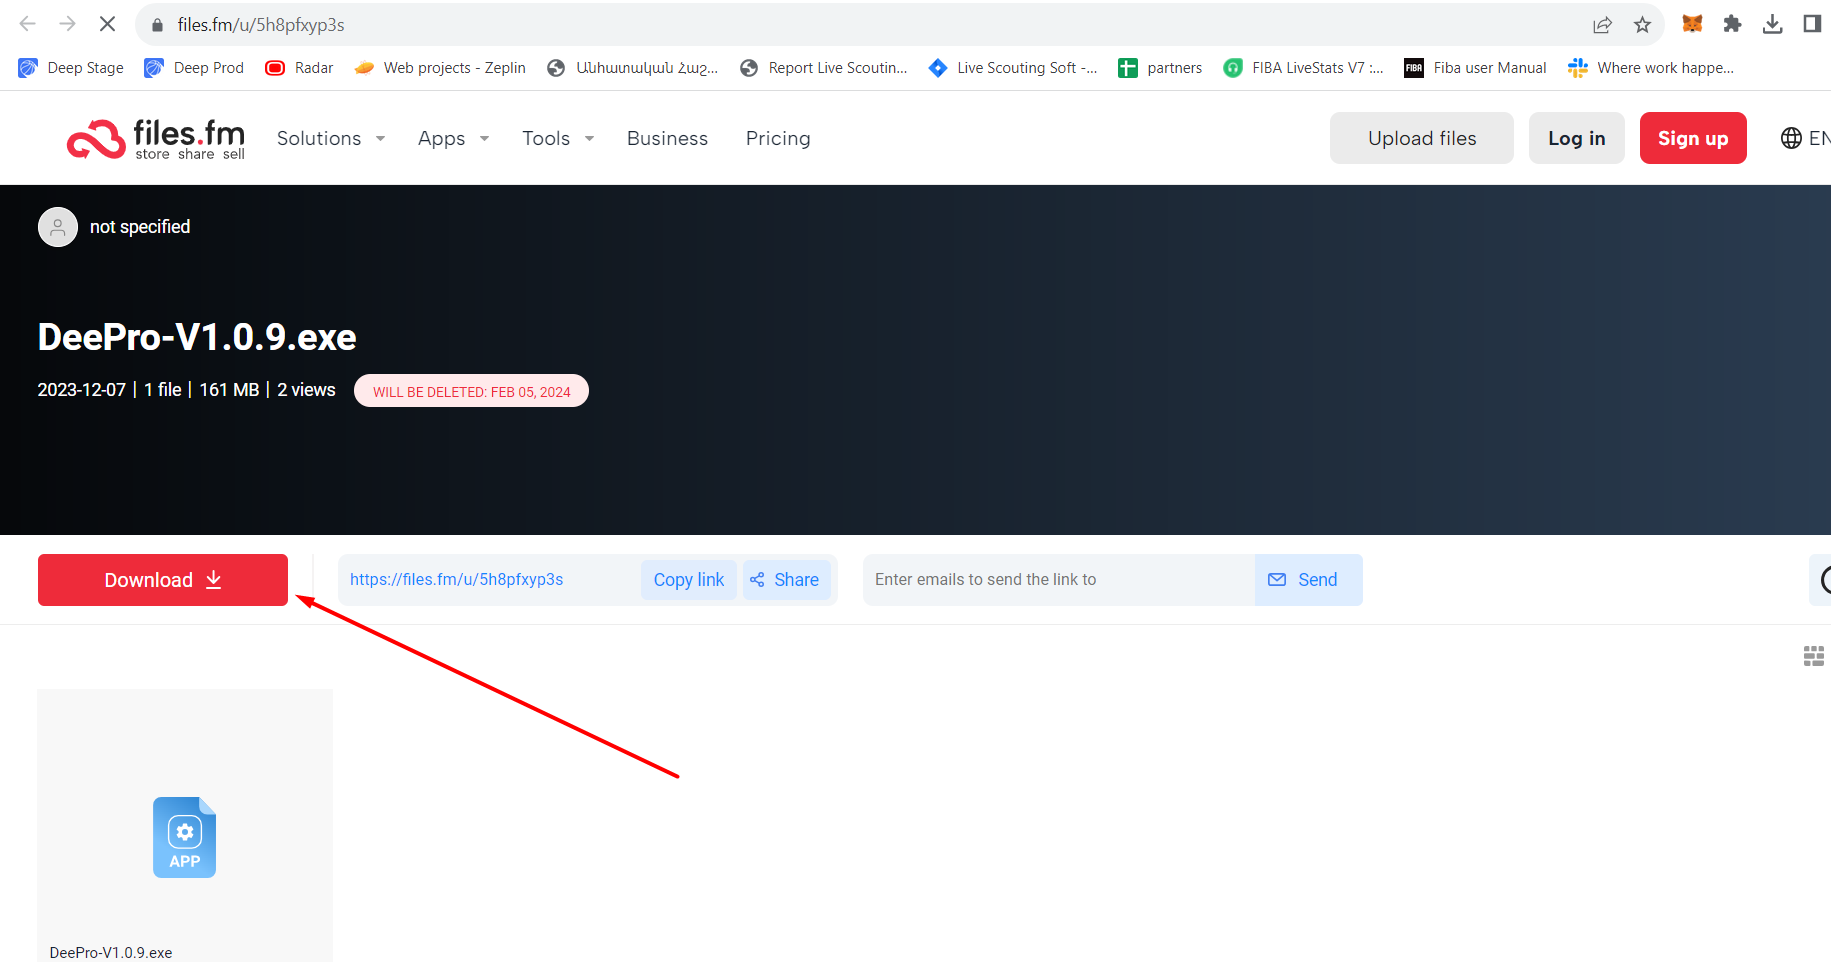 files.fm/u/5h8pfxyp3s
Deep Stage
Deep Prod
Radar
Web projects - Zeplin
Անհատական Հաշ...
Report Live Scoutin...
Live Scouting Soft -...
partners
FIBA LiveStats V7 :...
FIBA
Fiba user Manual
Where work happe...
files.fm
store share sell
Solutions
Apps
Tools
Business
Pricing
Upload files
Log in
Sign up
EN
not specified
DeePro-V1.0.9.exe
2023-12-07 | 1 file | 161 MB | 2 views
WILL BE DELETED: FEB 05, 2024
Download
https://files.fm/u/5h8pfxyp3s
Copy link
Share
Enter emails to send the link to
Send
APP
DeePro-V1.0.9.exe